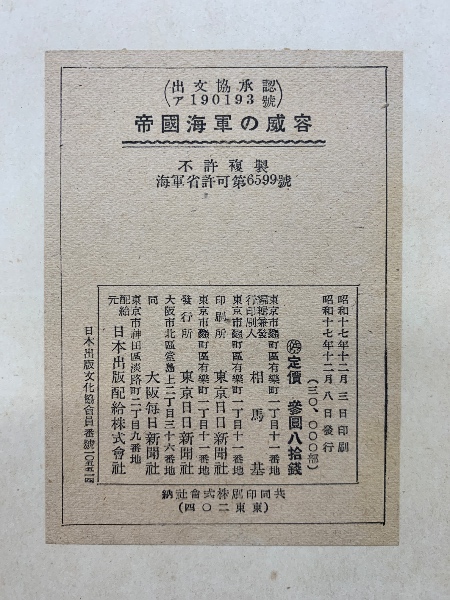 (出文協承認
ア190193號)
帝國海軍の威容
不許複製
海軍省許可第6599號
昭和十七年十二月三日印刷
昭和十七年十二月八日發行
(三〇、〇〇〇部)
定價 參圓八拾錢
東京市麹町區有樂町一丁目十一番地
編輯兼發行印刷人 相馬基
東京市麹町區有樂町一丁目十一番地
印刷所 東京日日新聞社
東京市麹町區有樂町一丁目十一番地
發行所 東京日日新聞社
大阪市北區堂島上二丁目三十六番地
同 大阪每日新聞社
東京市神田區淡路町二丁目九番地
配給元 日本出版配給株式會社
日本出版文化協會員番號一〇五五一四
共同印刷株式會社納
(東東二〇四)